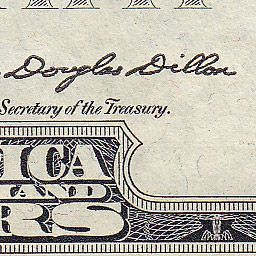 Douglas Dillon
Secretary of the Treasury.
ICA
AND
RS